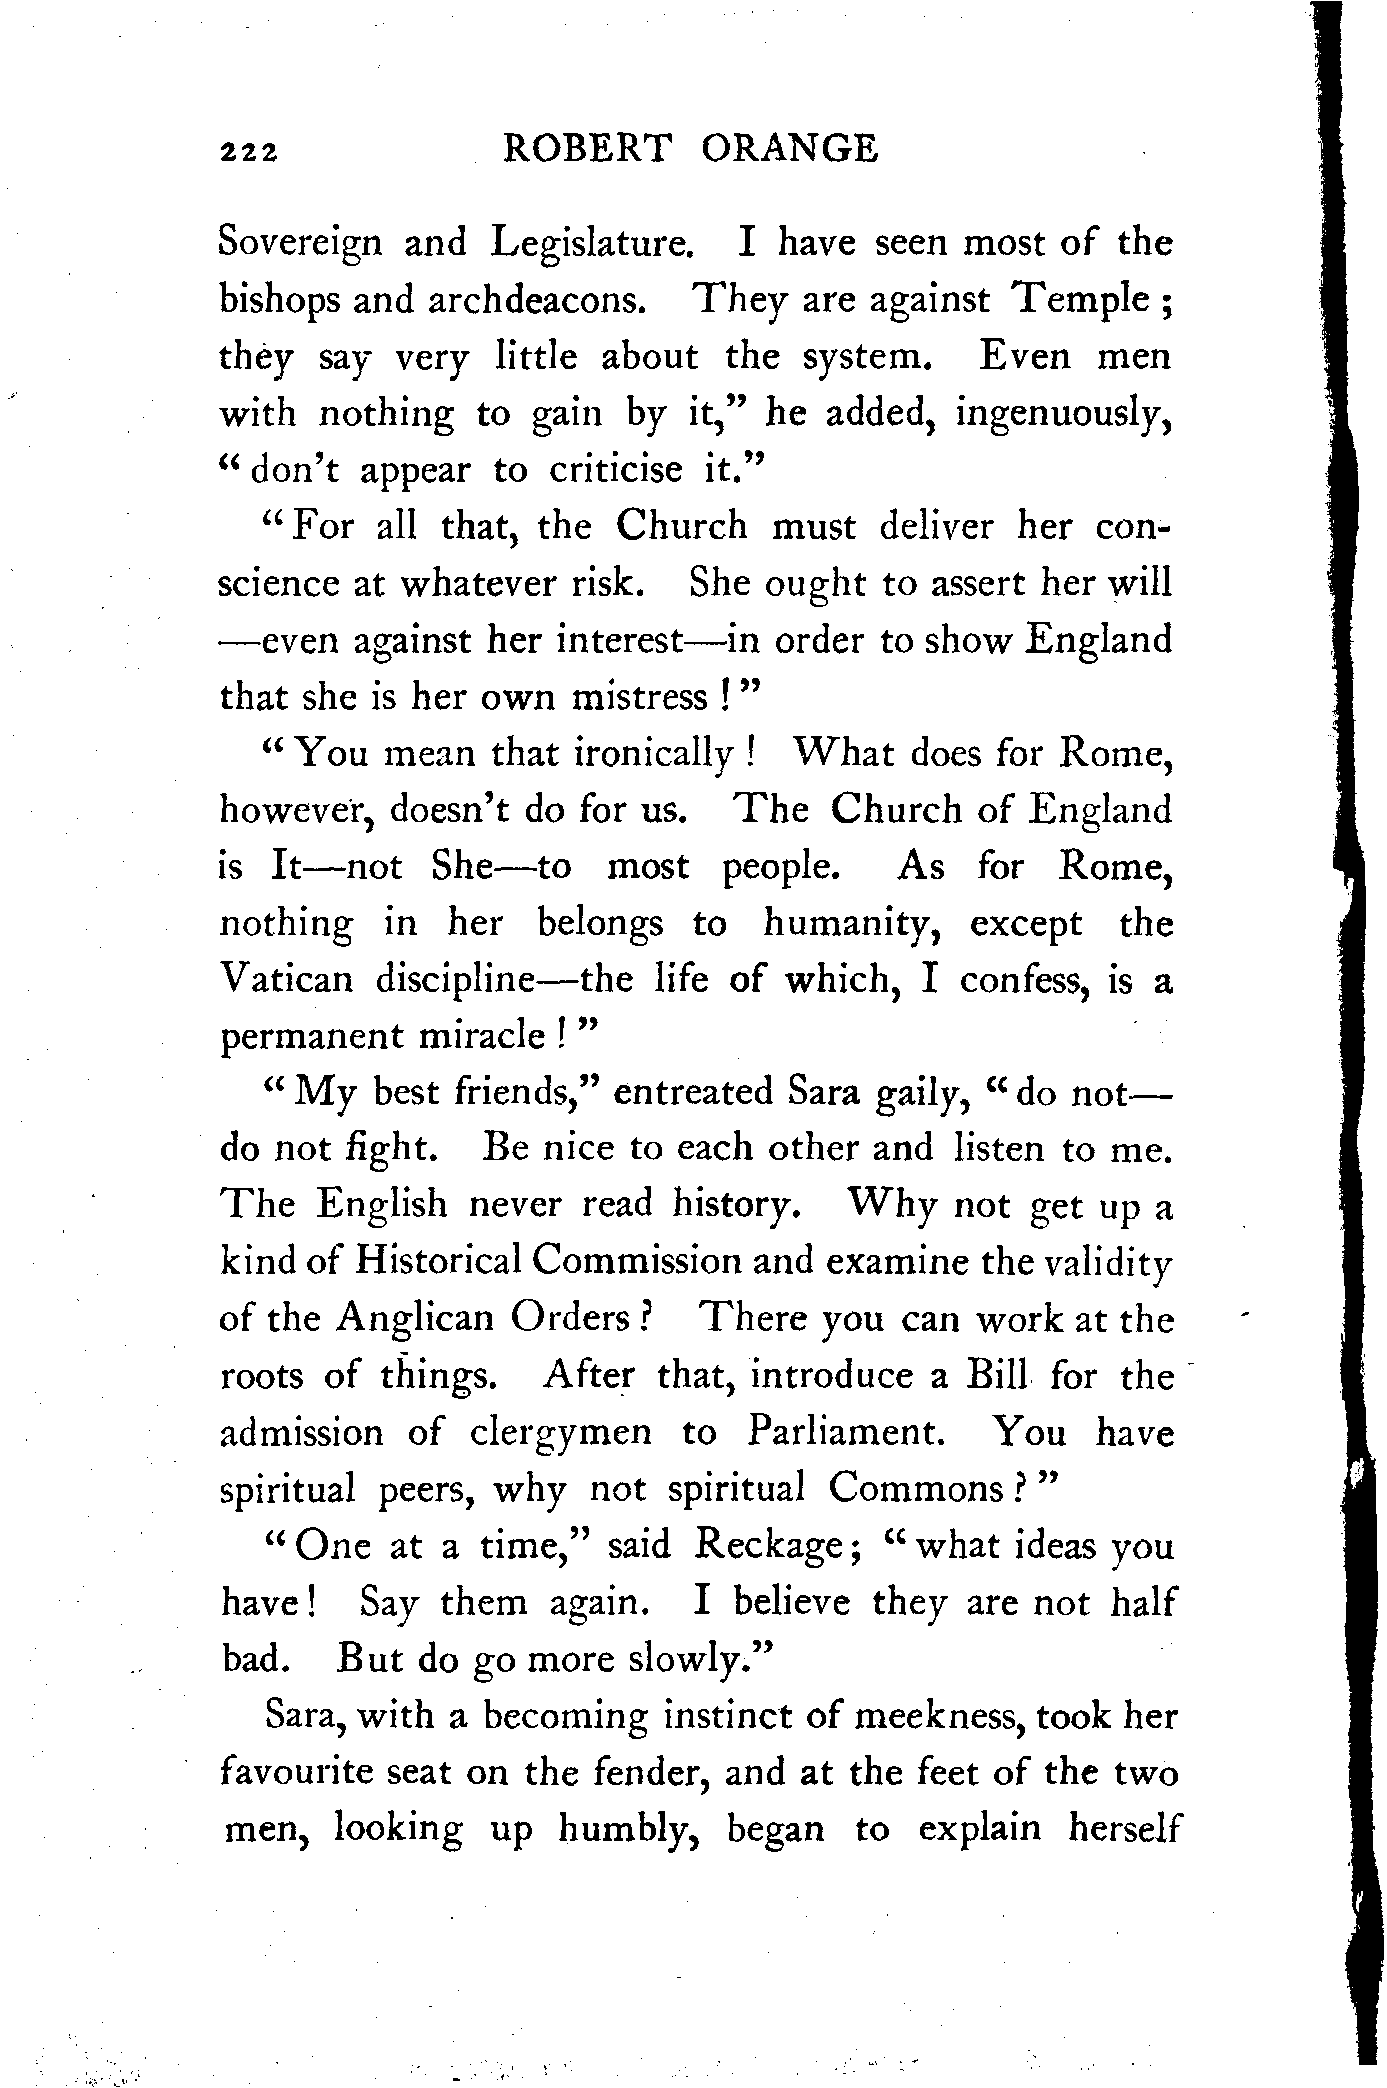 222 ROBERT ORANGE
Sovereign and Legislature. I have seen most of the
bishops and archdeacons. They are against Temple ;
they say very little about the system. Even men
with nothing to gain by it,” he added, ingenuously,
“ don’t appear to criticise it.”
“ For all that, the Church must deliver her con-
science at whatever risk. She ought to assert her will
—even against her interest—in order to show England
that she is her own mistress ! ”
“ You mean that ironically ! What does for Rome,
however, doesn’t do for us. The Church of England
is It—not She—to most people. As for Rome,
nothing in her belongs to humanity, except the
Vatican discipline—the life of which, I confess, is a
permanent miracle ! ”
“ My best friends,” entreated Sara gaily, “ do not—
do not fight. Be nice to each other and listen to me.
The English never read history. Why not get up a
kind of Historical Commission and examine the validity
of the Anglican Orders ? There you can work at the
roots of things. After that, introduce a Bill for the
admission of clergymen to Parliament. You have
spiritual peers, why not spiritual Commons ? ”
“ One at a time,” said Reckage ; “ what ideas you
have ! Say them again. I believe they are not half
bad. But do go more slowly.”
Sara, with a becoming instinct of meekness, took her
favourite seat on the fender, and at the feet of the two
men, looking up humbly, began to explain herself